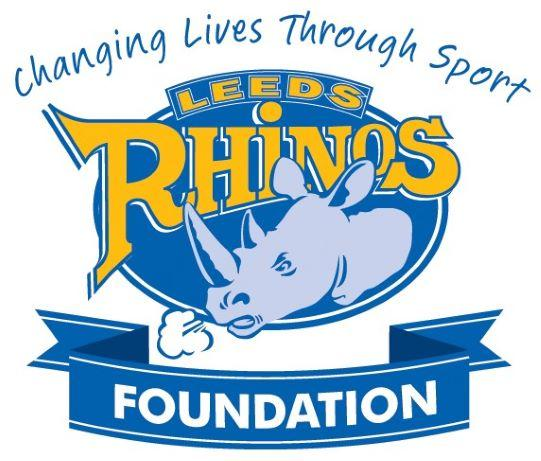 Changing Lives Through Sport
LEEDS
RHINOS
FOUNDATION